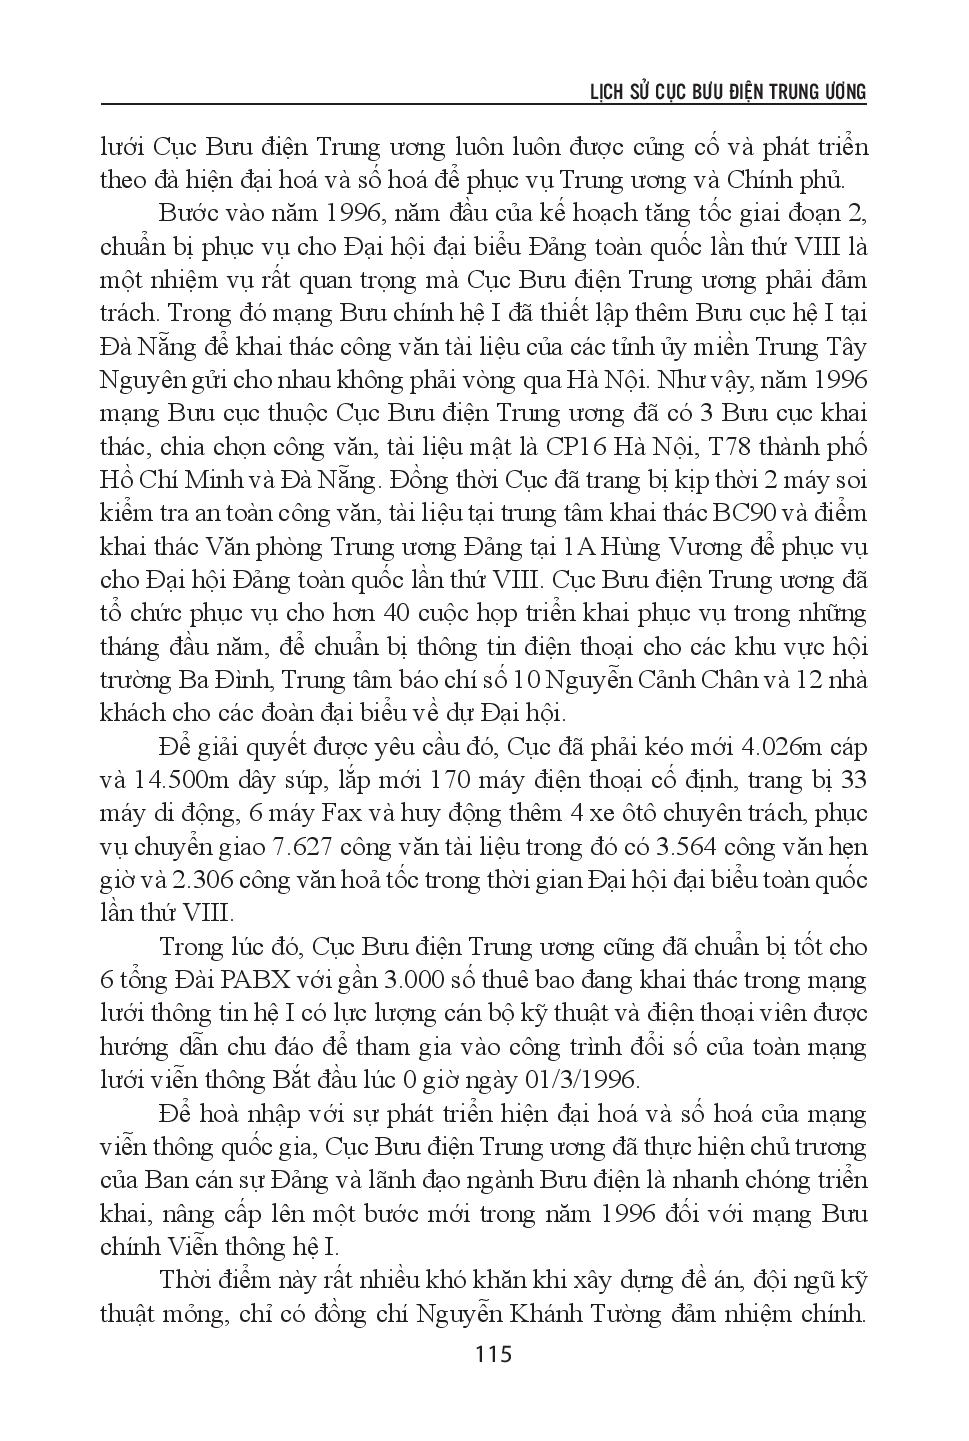 LỊCH SỬ CỤC BƯU ĐIỆN TRUNG ƯƠNG
lưới Cục Bưu điện Trung ương luôn luôn được củng cố và phát triển
theo đà hiện đại hoá và số hoá để phục vụ Trung ương và Chính phủ.
Bước vào năm 1996, năm đầu của kế hoạch tăng tốc giai đoạn 2,
chuẩn bị phục vụ cho Đại hội đại biểu Đảng toàn quốc lần thứ VIII là
một nhiệm vụ rất quan trọng mà Cục Bưu điện Trung ương phải đảm
trách. Trong đó mạng Bưu chính hệ I đã thiết lập thêm Bưu cục hệ I tại
Đà Nẵng để khai thác công văn tài liệu của các tỉnh ủy miền Trung Tây
Nguyên gửi cho nhau không phải vòng qua Hà Nội. Như vậy, năm 1996
mạng Bưu cục thuộc Cục Bưu điện Trung ương đã có 3 Bưu cục khai
thác, chia chọn công văn, tài liệu mật là CP16 Hà Nội, T78 thành phố
Hồ Chí Minh và Đà Nẵng. Đồng thời Cục đã trang bị kịp thời 2 máy soi
kiểm tra an toàn công văn, tài liệu tại trung tâm khai thác BC90 và điểm
khai thác Văn phòng Trung ương Đảng tại 1A Hùng Vương để phục vụ
cho Đại hội Đảng toàn quốc lần thứ VIII. Cục Bưu điện Trung ương đã
tổ chức phục vụ cho hơn 40 cuộc họp triển khai phục vụ trong những
tháng đầu năm, để chuẩn bị thông tin điện thoại cho các khu vực hội
trường Ba Đình, Trung tâm báo chí số 10 Nguyễn Cảnh Chân và 12 nhà
khách cho các đoàn đại biểu về dự Đại hội.
Để giải quyết được yêu cầu đó, Cục đã phải kéo mới 4.026m cáp
và 14.500m dây súp, lắp mới 170 máy điện thoại cố định, trang bị 33
máy di động, 6 máy Fax và huy động thêm 4 xe ôtô chuyên trách, phục
vụ chuyển giao 7.627 công văn tài liệu trong đó có 3.564 công văn hẹn
giờ và 2.306 công văn hoả tốc trong thời gian Đại hội đại biểu toàn quốc
lần thứ VIII.
Trong lúc đó, Cục Bưu điện Trung ương cũng đã chuẩn bị tốt cho
6 tổng Đài PABX với gần 3.000 số thuê bao đang khai thác trong mạng
lưới thông tin hệ I có lực lượng cán bộ kỹ thuật và điện thoại viên được
hướng dẫn chu đáo để tham gia vào công trình đổi số của toàn mạng
lưới viễn thông Bắt đầu lúc 0 giờ ngày 01/3/1996.
Để hoà nhập với sự phát triển hiện đại hoá và số hoá của mạng
viễn thông quốc gia, Cục Bưu điện Trung ương đã thực hiện chủ trương
của Ban cán sự Đảng và lãnh đạo ngành Bưu điện là nhanh chóng triển
khai, nâng cấp lên một bước mới trong năm 1996 đối với mạng Bưu
chính Viễn thông hệ I.
Thời điểm này rất nhiều khó khăn khi xây dựng đề án, đội ngũ kỹ
thuật mỏng, chỉ có đồng chí Nguyễn Khánh Tường đảm nhiệm chính.
115